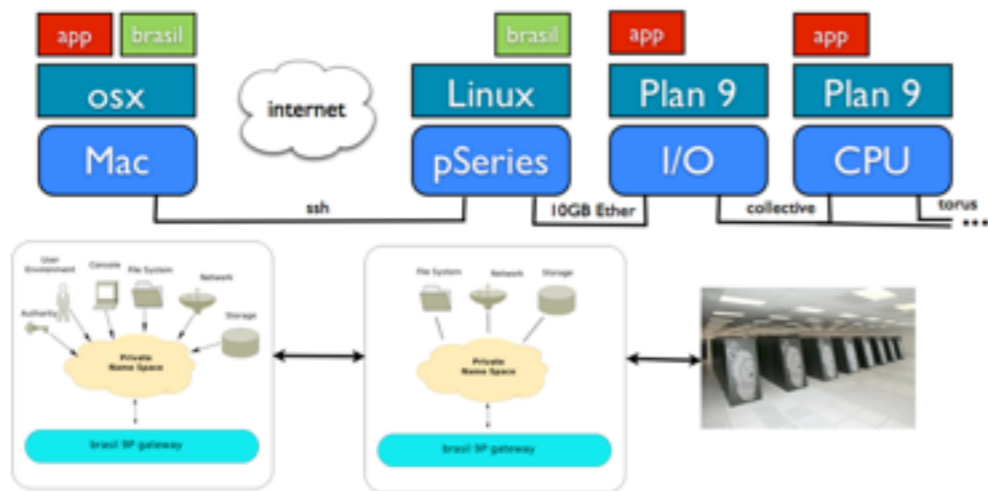 app
brasil
brasil
app
app
osx
internet
Linux
Plan 9
Plan 9
Mac
pSeries
I/O
CPU
ssh
10GB Ether
collective
torus
...
User
Environment
Console
File System
Network
Authority
Storage
Private
Name Space
brasil 9P gateway
File System
Network
Storage
Private
Name Space
brasil 9P gateway